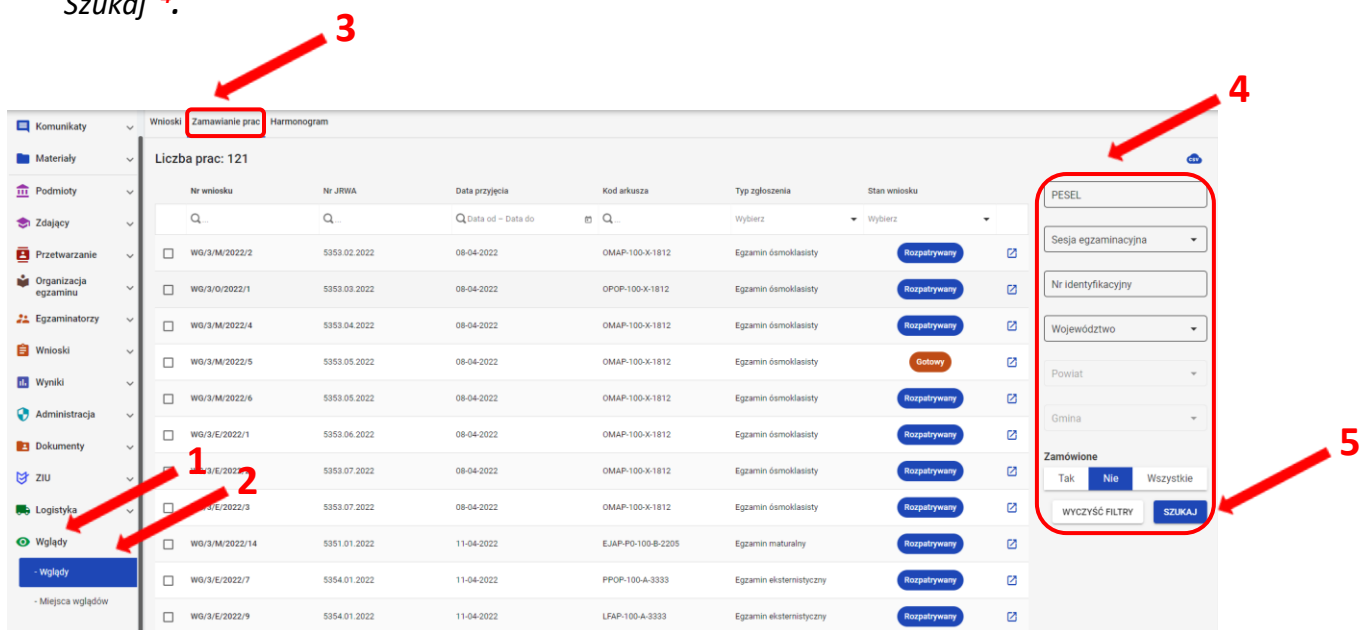 Szukaj 4.
3
4
Komunikaty
Materiały
Podmioty
Zdający
Przetwarzanie
Organizacja
egzaminu
Egzaminatorzy
Wnioski
Wyniki
Administracja
Dokumenty
ZIU
Logistyka
Wglądy
- Wglądy
- Miejsca wglądów
1
2
Wnioski Zamawianie prac Harmonogram
Liczba prac: 121
CSV
Nr wniosku Nr JRWA Data przyjęcia Kod arkusza Typ zgłoszenia Stan wniosku
... ... Data od – Data do ... Wybierz Wybierz
WG/3/M/2022/2 5353.02.2022 08-04-2022 OMAP-100-X-1812 Egzamin ósmoklasisty Rozpatrywany
WG/3/O/2022/1 5353.03.2022 08-04-2022 OPOP-100-X-1812 Egzamin ósmoklasisty Rozpatrywany
WG/3/M/2022/4 5353.04.2022 08-04-2022 OMAP-100-X-1812 Egzamin ósmoklasisty Rozpatrywany
WG/3/M/2022/5 5353.05.2022 08-04-2022 OMAP-100-X-1812 Egzamin ósmoklasisty Gotowy
WG/3/M/2022/6 5353.05.2022 08-04-2022 OMAP-100-X-1812 Egzamin ósmoklasisty Rozpatrywany
WG/3/E/2022/1 5353.06.2022 08-04-2022 OMAP-100-X-1812 Egzamin ósmoklasisty Rozpatrywany
5353.07.2022 08-04-2022 OMAP-100-X-1812 Egzamin ósmoklasisty Rozpatrywany
/3/E/2022/3 5353.07.2022 08-04-2022 OMAP-100-X-1812 Egzamin ósmoklasisty Rozpatrywany
WG/3/M/2022/14 5351.01.2022 11-04-2022 EJAP-P0-100-B-2205 Egzamin maturalny Rozpatrywany
WG/3/E/2022/7 5354.01.2022 11-04-2022 PPOP-100-A-3333 Egzamin eksternistyczny Rozpatrywany
WG/3/E/2022/9 5354.01.2022 11-04-2022 LFAP-100-A-3333 Egzamin eksternistyczny Rozpatrywany
PESEL
Sesja egzaminacyjna
Nr identyfikacyjny
Województwo
Powiat
Gmina
Zamówione
Tak Nie Wszystkie
WYCZYŚĆ FILTRY SZUKAJ
5